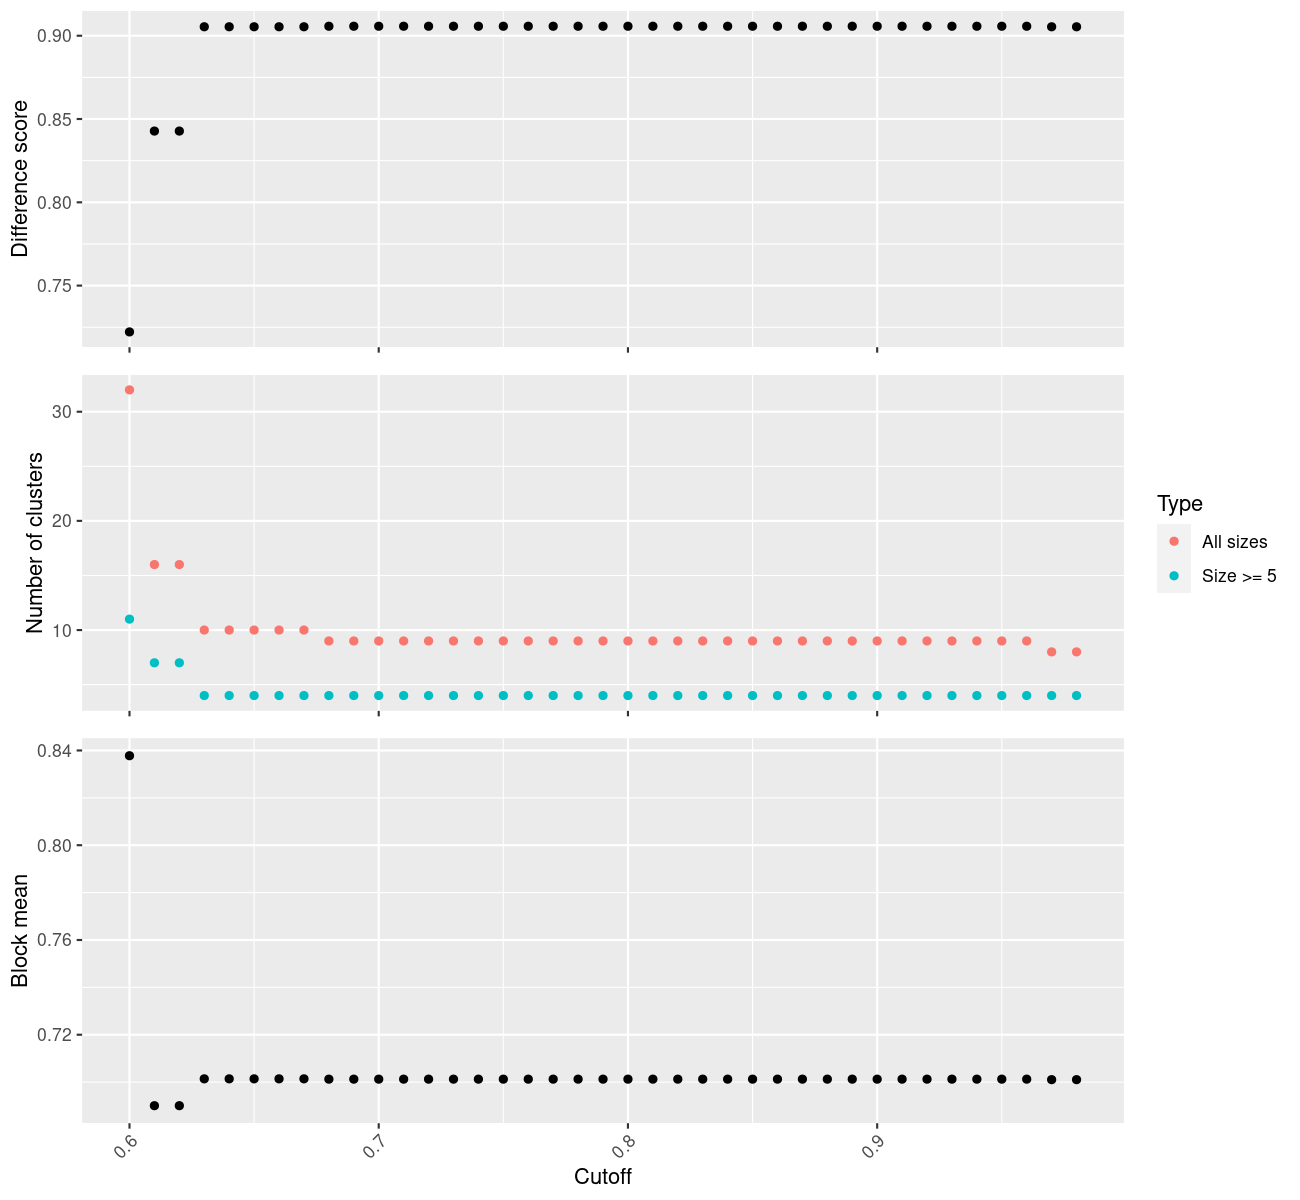 Difference score
0.90
0.85
0.80
0.75
Number of clusters
30
20
10
Block mean
0.84
0.80
0.76
0.72
0.6
0.7
0.8
0.9
Cutoff
Type
All sizes
Size >= 5